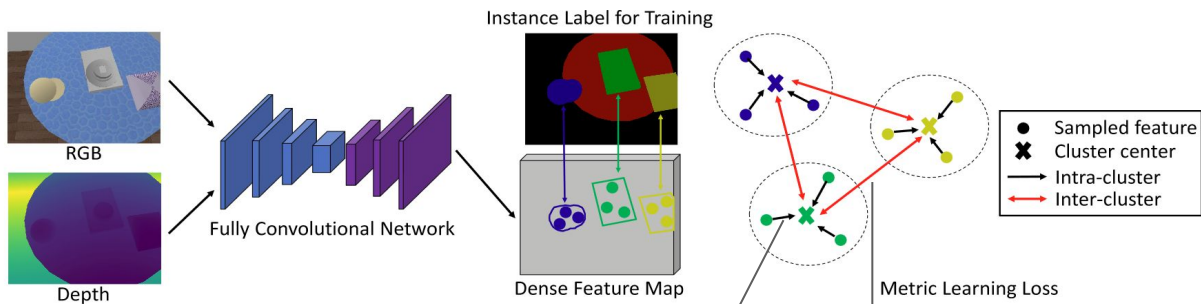 Instance Label for Training
RGB
Depth
Fully Convolutional Network
Dense Feature Map
Sampled feature
Cluster center
Intra-cluster
Inter-cluster
Metric Learning Loss